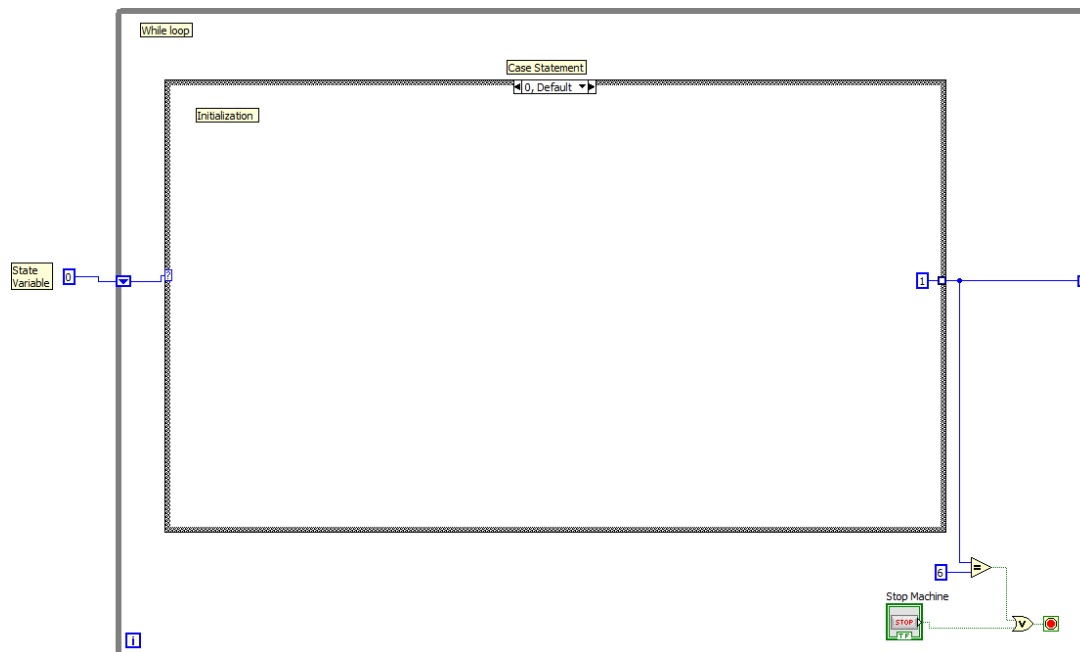 While loop
Case Statement
0, Default
Initialization
State
Variable
0
?
1
6
=
Stop Machine
STOP
TF
V
i